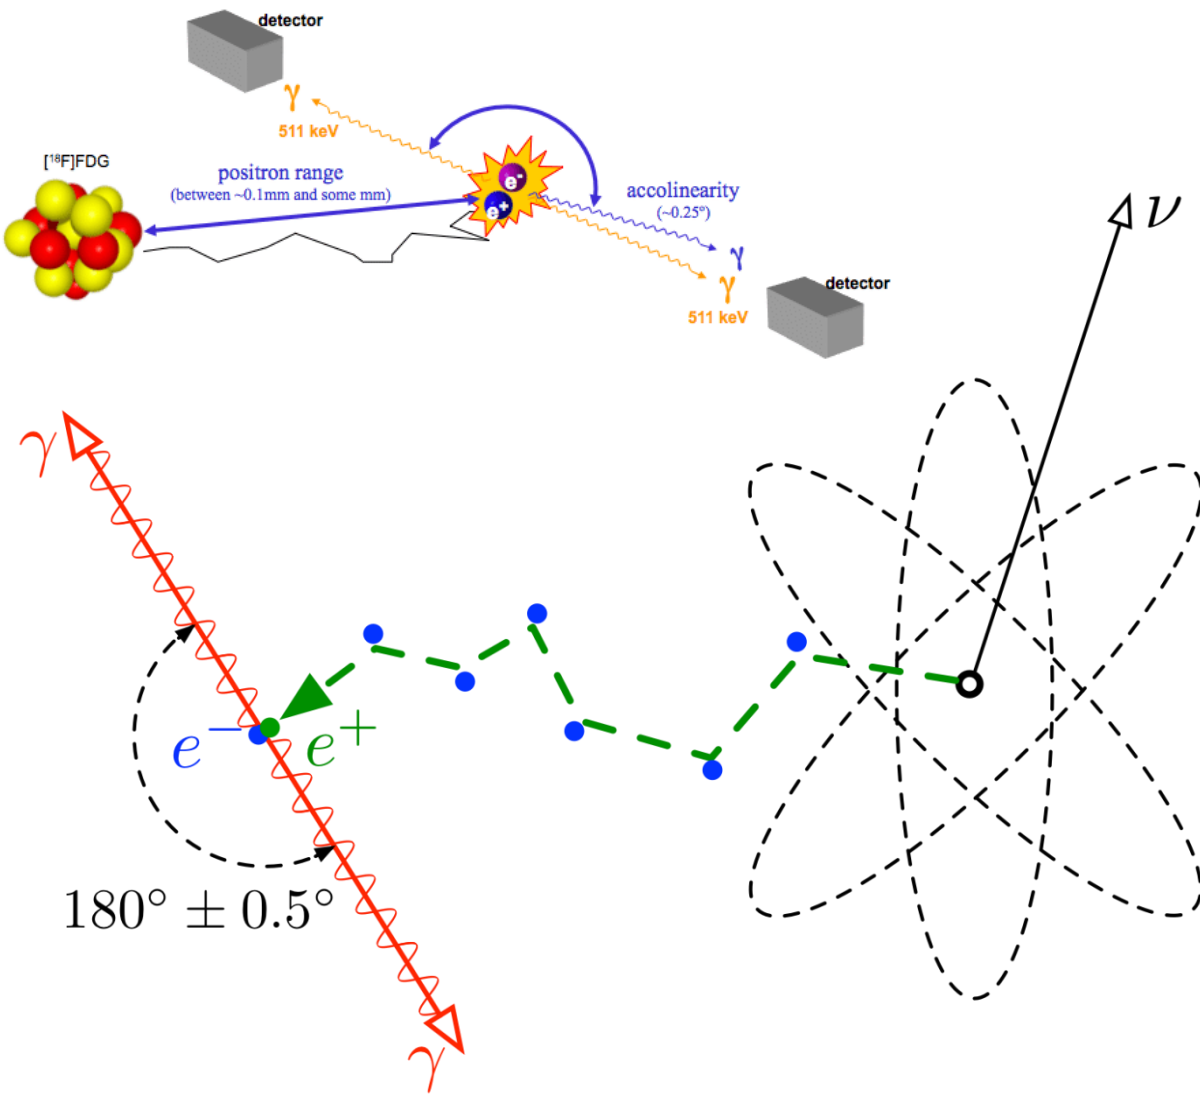 detector
γ
511 keV
[¹⁸F]FDG
positron range
(between ~0.1mm and some mm)
e⁻
e⁺
accolinearity
(~0.25°)
γ
γ
511 keV
detector
ν
γ
e⁻
e⁺
180° ± 0.5°
γ